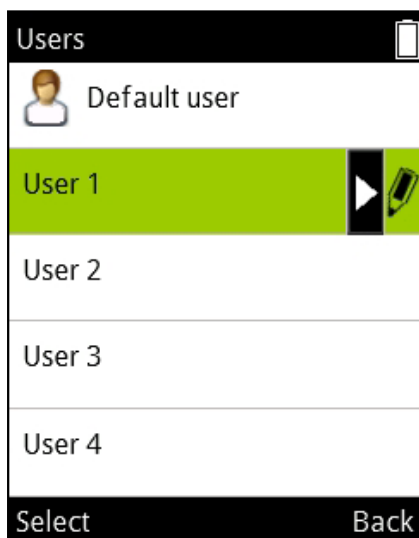 Users
Default user
User 1
User 2
User 3
User 4
Select Back